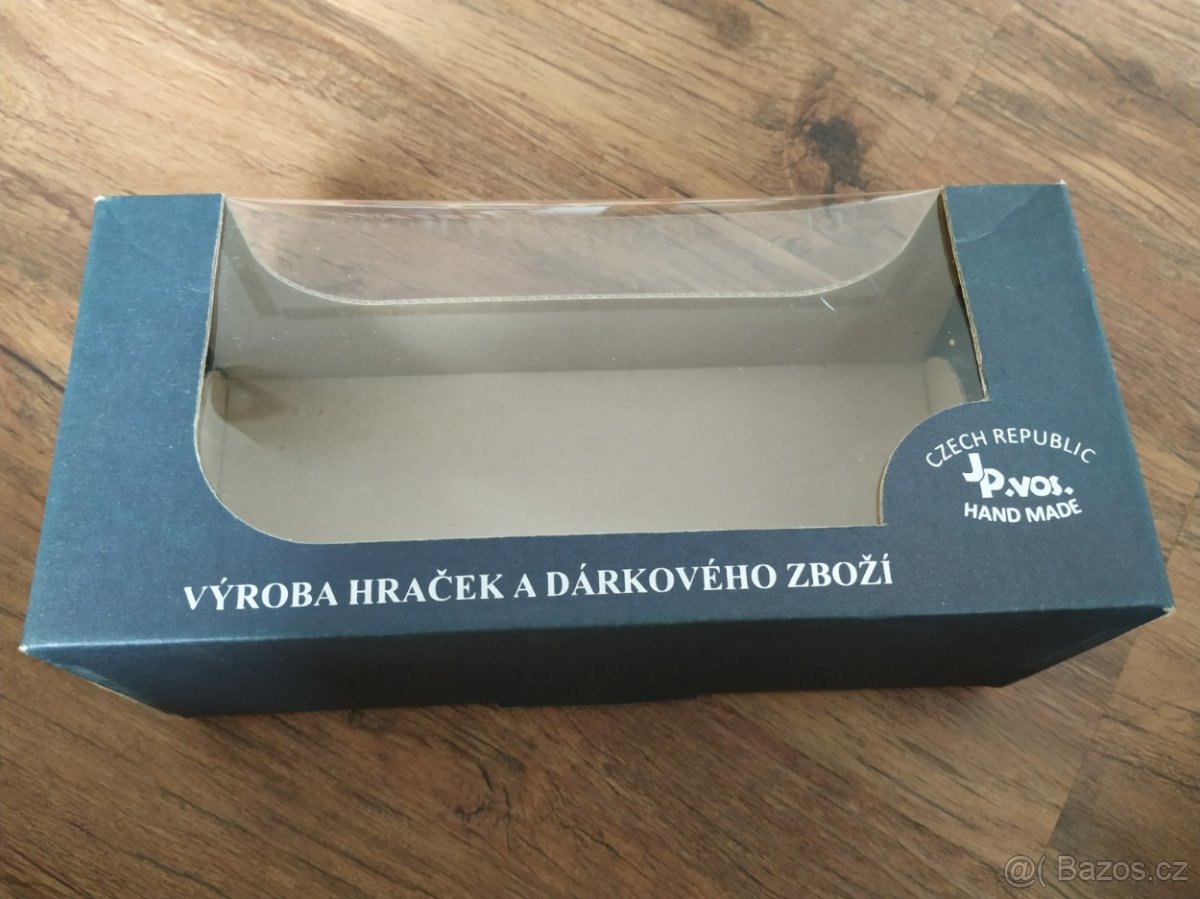 CZECH REPUBLIC
JP.vos.
HAND MADE
VÝROBA HRAČEK A DÁRKOVÉHO ZBOŽÍ
@( Bazos.cz